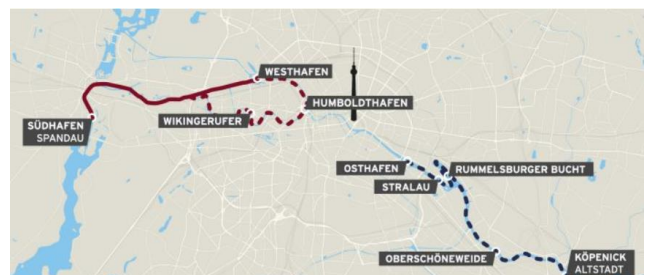 WESTHAFEN
HUMBOLDTHAFEN
SÜDHAFEN
SPANDAU
WIKINGERUFER
OSTHAFEN
RUMMELSBURGER BUCHT
STRALAU
OBERSCHÖNEWEIDE
KÖPENICK
ALTSTADT